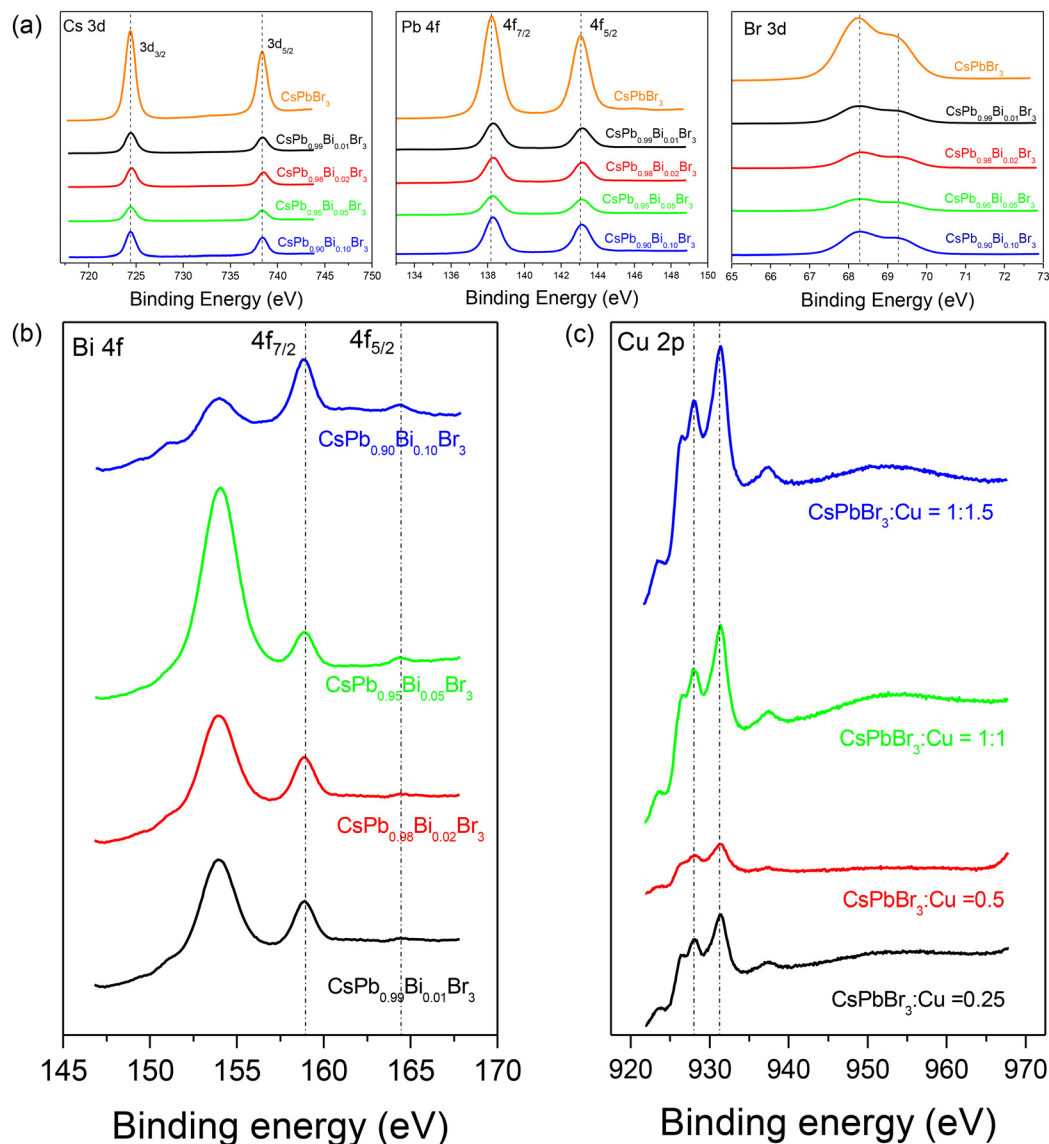 (a)
Cs 3d
3d3/2
3d5/2
CsPbBr3
CsPb0.99Bi0.01Br3
CsPb0.98Bi0.02Br3
CsPb0.95Bi0.05Br3
CsPb0.90Bi0.10Br3
720 725 730 735 740 745 750
Binding Energy (eV)
Pb 4f
4f7/2
4f5/2
CsPbBr3
CsPb0.99Bi0.01Br3
CsPb0.98Bi0.02Br3
CsPb0.95Bi0.05Br3
CsPb0.90Bi0.10Br3
134 136 138 140 142 144 146 148 150
Binding Energy (eV)
Br 3d
CsPbBr3
CsPb0.99Bi0.01Br3
CsPb0.98Bi0.02Br3
CsPb0.95Bi0.05Br3
CsPb0.90Bi0.10Br3
65 66 67 68 69 70 71 72 73
Binding Energy (eV)
(b)
Bi 4f
4f7/2
4f5/2
CsPb0.90Bi0.10Br3
CsPb0.95Bi0.05Br3
CsPb0.98Bi0.02Br3
CsPb0.99Bi0.01Br3
145 150 155 160 165 170
Binding energy (eV)
(c)
Cu 2p
CsPbBr3:Cu = 1:1.5
CsPbBr3:Cu = 1:1
CsPbBr3:Cu =0.5
CsPbBr3:Cu =0.25
920 930 940 950 960 970
Binding energy (eV)